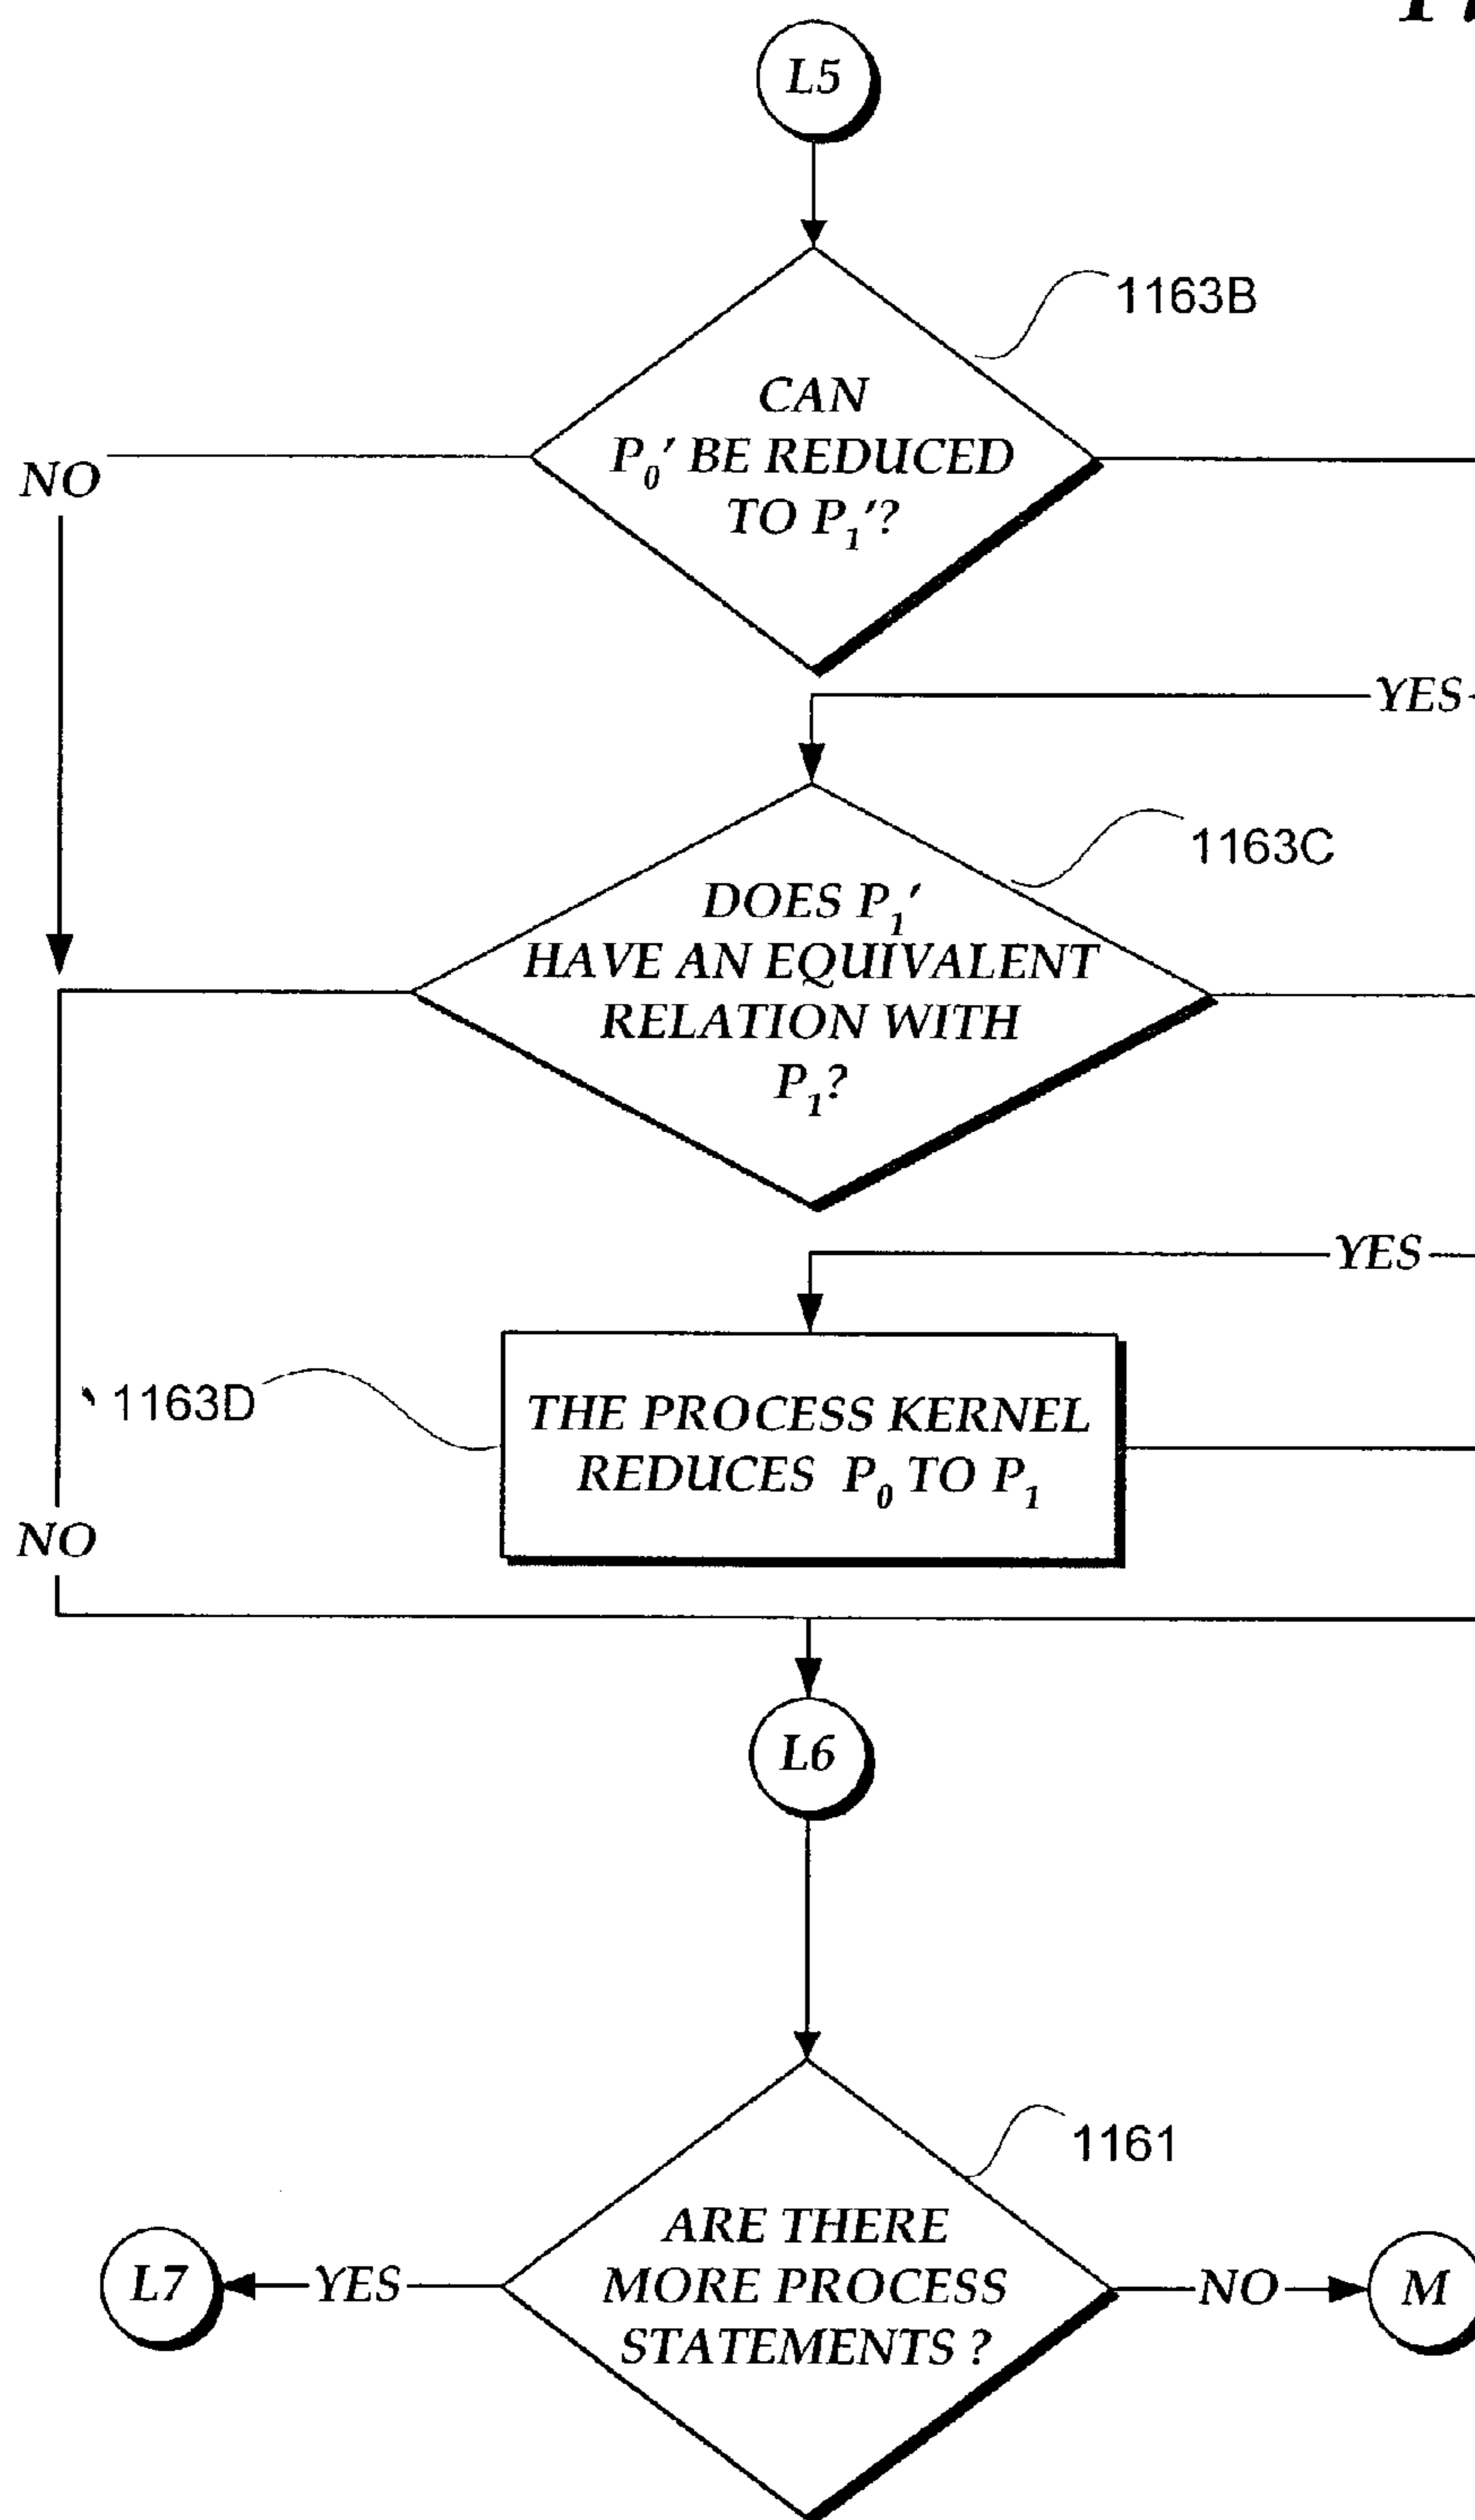 L5
1163B
CAN
P0′ BE REDUCED
TO P1′?
NO
YES
1163C
DOES P1′
HAVE AN EQUIVALENT
RELATION WITH
P1?
YES
1163D
THE PROCESS KERNEL
REDUCES P0 TO P1
NO
L6
1161
ARE THERE
MORE PROCESS
STATEMENTS ?
L7
YES
NO
M